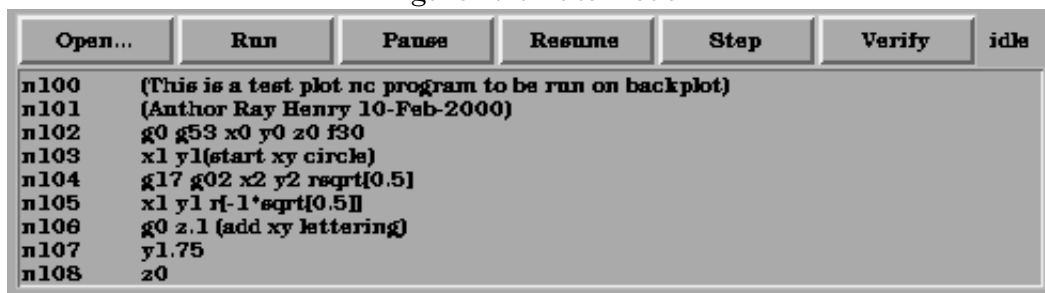 Open... Run Pause Resume Step Verify idle
n100 (This is a test plot nc program to be run on backplot)
n101 (Author Ray Henry 10-Feb-2000)
n102 g0 g53 x0 y0 z0 f30
n103 x1 y1(start xy circle)
n104 g17 g02 x2 y2 rsqrt[0.5]
n105 x1 y1 r[-1*sqrt[0.5]]
n106 g0 z.1 (add xy lettering)
n107 y1.75
n108 z0